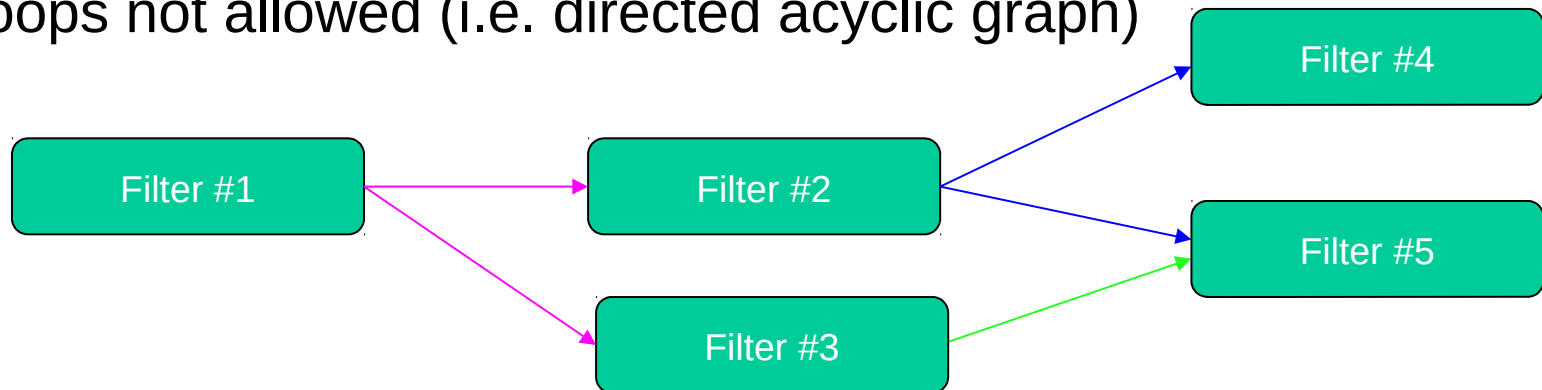 oops not allowed (i.e. directed acyclic graph)
Filter #4
Filter #1
Filter #2
Filter #5
Filter #3